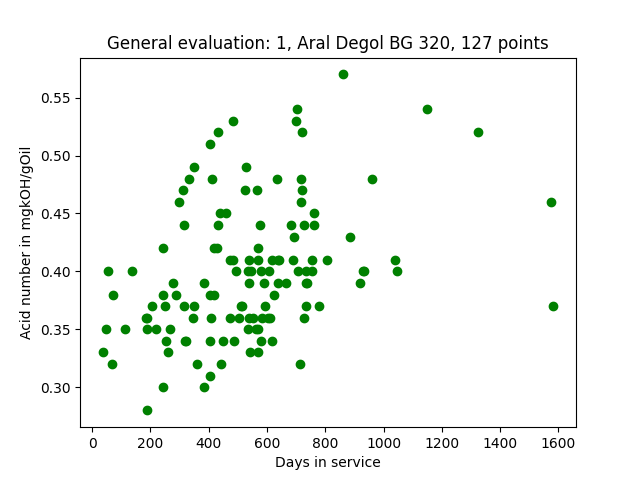 General evaluation: 1, Aral Degol BG 320, 127 points
Acid number in mgkOH/gOil
0.55
0.50
0.45
0.40
0.35
0.30
0 200 400 600 800 1000 1200 1400 1600
Days in service